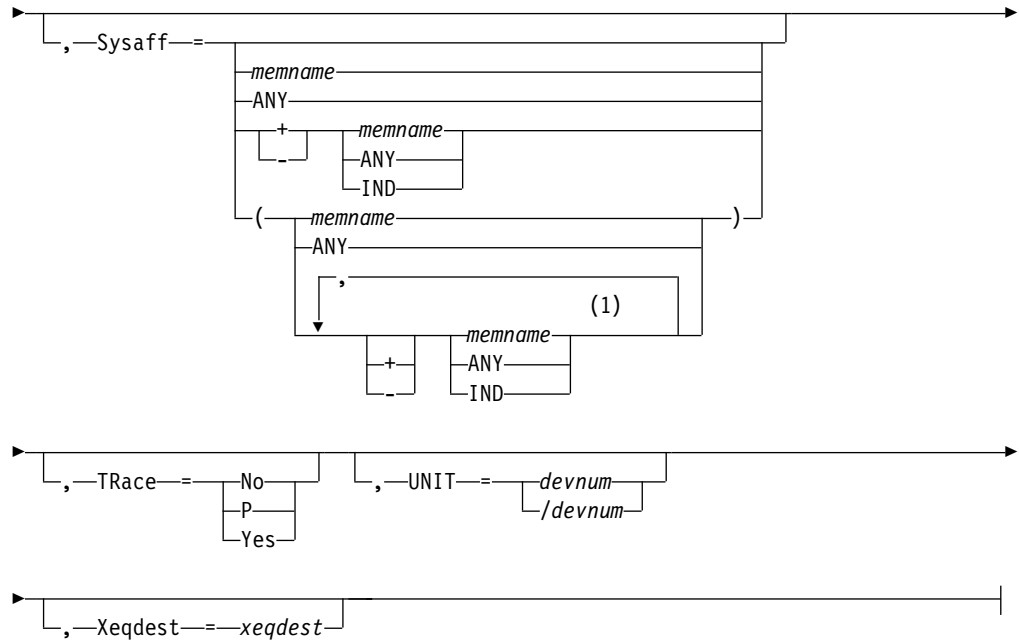 , Sysaff =
memname
ANY
+ memname
- ANY
IND
( memname )
ANY
,
(1)
memname
+ ANY
- IND
, TRace = No , UNIT = devnum
P /devnum
Yes
, Xeqdest = xeqdest